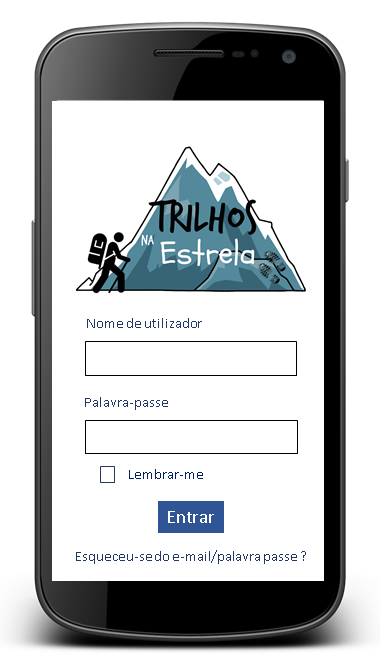 TRILHOS
NA Estrela
Nome de utilizador
Palavra-passe
Lembrar-me
Entrar
Esqueceu-se do e-mail/palavra passe ?